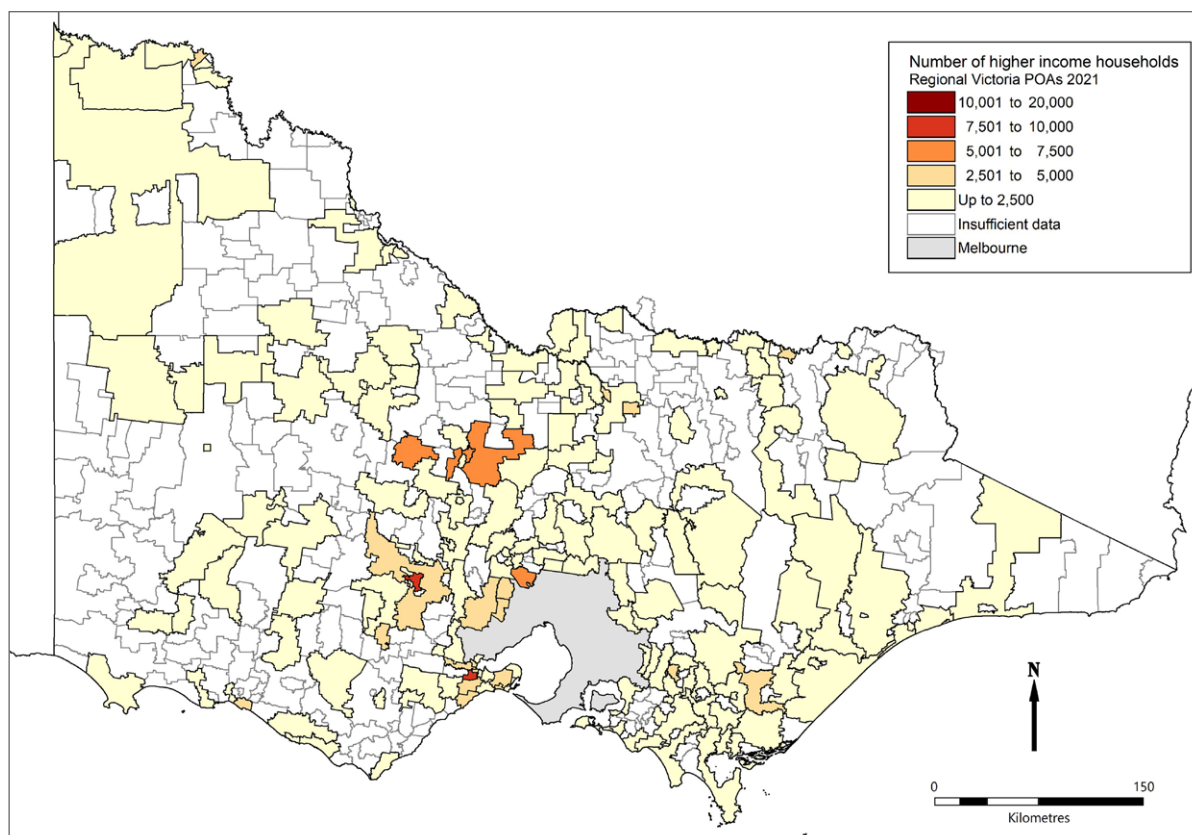 Number of higher income households
Regional Victoria POAs 2021
10,001 to 20,000
7,501 to 10,000
5,001 to 7,500
2,501 to 5,000
Up to 2,500
Insufficient data
Melbourne
N
0 150
Kilometres